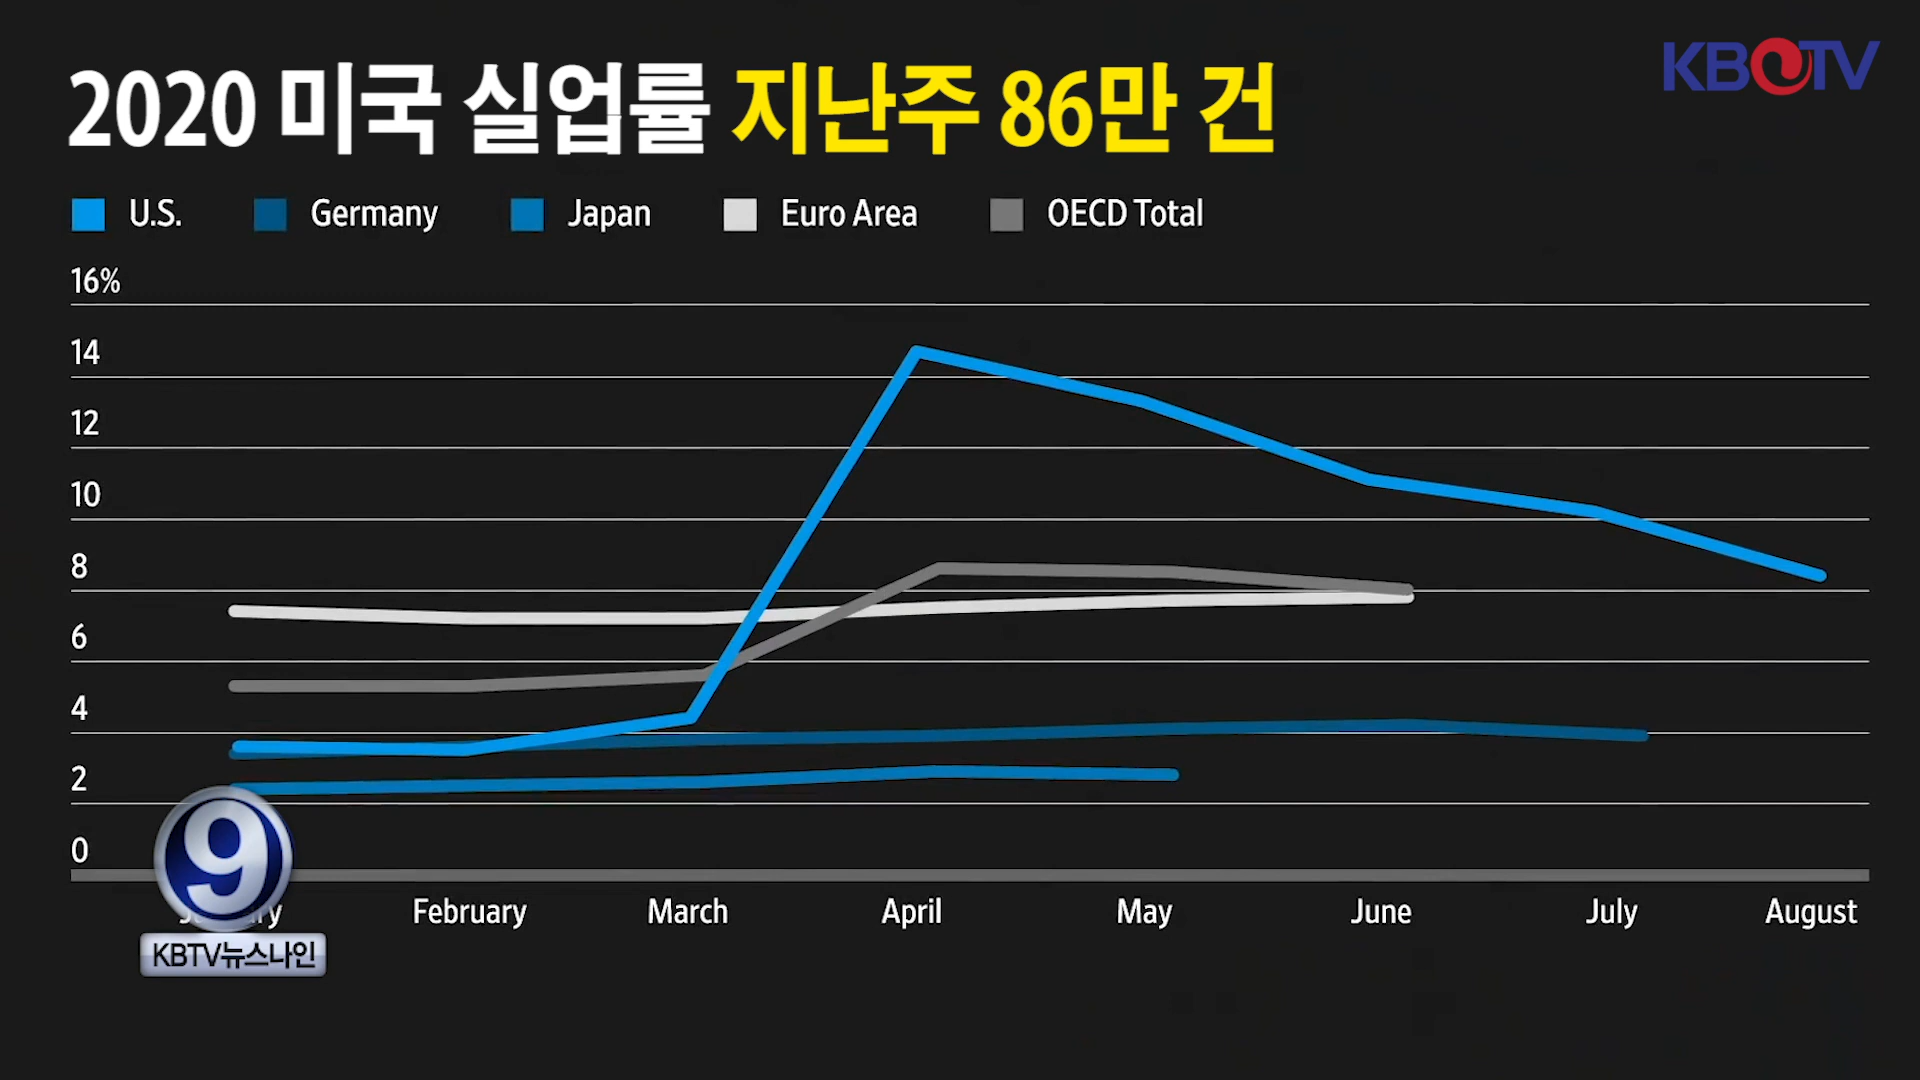 2020 미국 실업률 지난주 86만 건
KBTV
U.S. Germany Japan Euro Area OECD Total
16%
14
12
10
8
6
4
2
0
February March April May June July August
9
KBTV뉴스나인